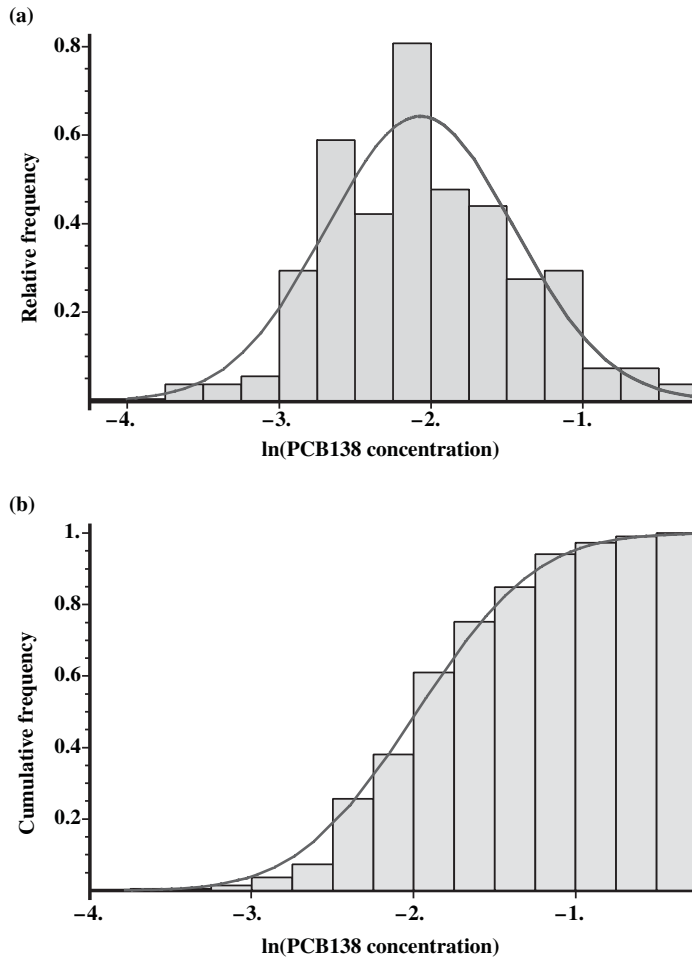 (a)
0.8
0.6
0.4
0.2
Relative frequency
−4. −3. −2. −1.
ln(PCB138 concentration)
(b)
1.
0.8
0.6
0.4
0.2
Cumulative frequency
−4. −3. −2. −1.
ln(PCB138 concentration)